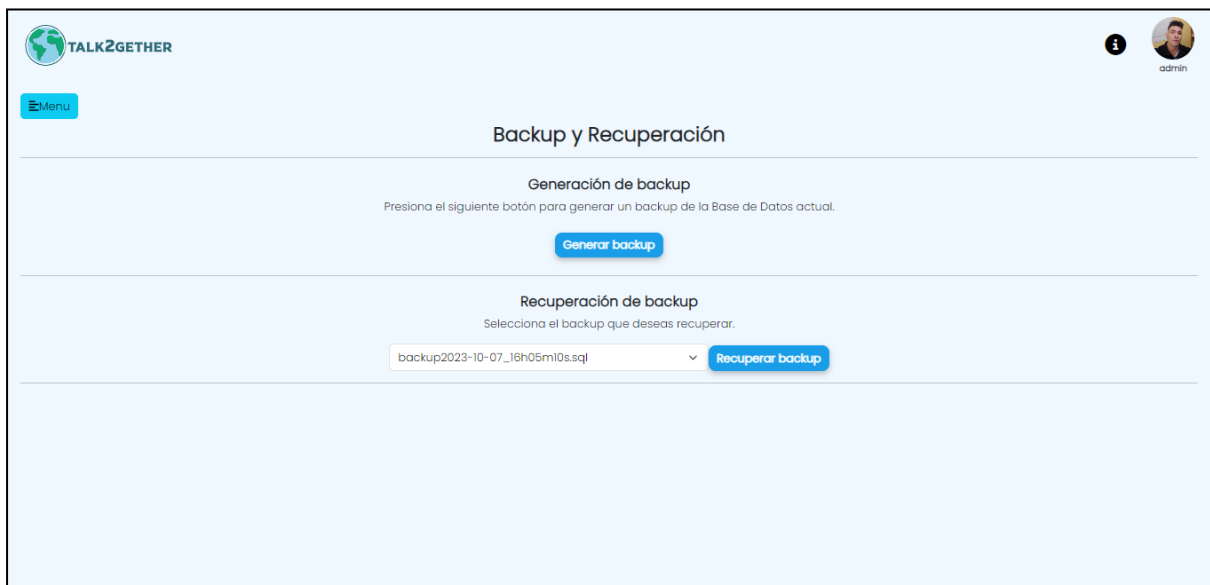 TALK2GETHER
admin
Menu
Backup y Recuperación
Generación de backup
Presiona el siguiente botón para generar un backup de la Base de Datos actual.
Generar backup
Recuperación de backup
Selecciona el backup que deseas recuperar.
backup2023-10-07_16h05m10s.sql
Recuperar backup